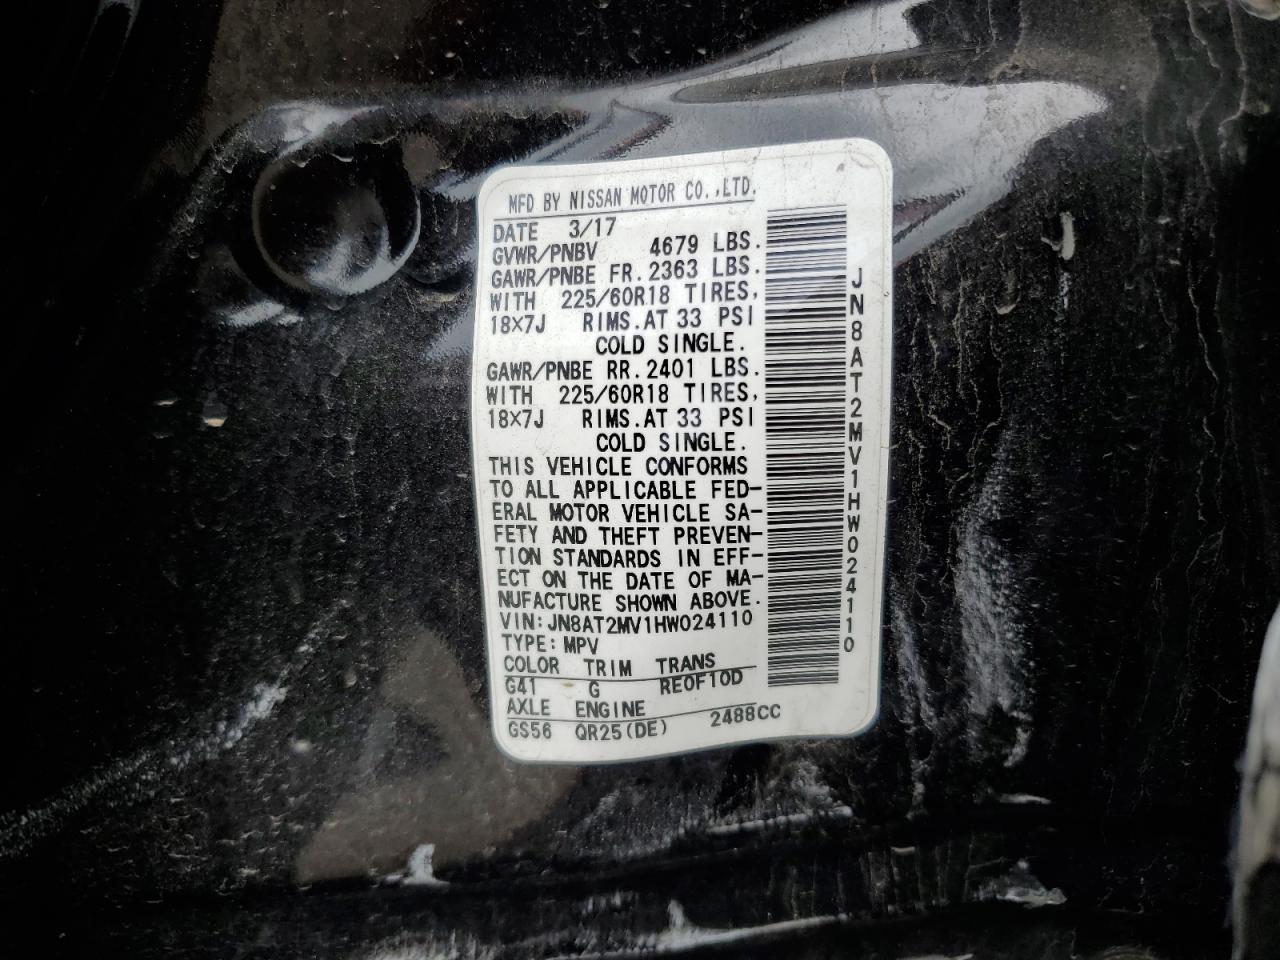 MFD BY NISSAN MOTOR CO.,LTD.
DATE 3/17
GVWR/PNBV 4679 LBS.
GAWR/PNBE FR.2363 LBS.
WITH 225/60R18 TIRES,
18×7J RIMS.AT 33 PSI
COLD SINGLE.
GAWR/PNBE RR.2401 LBS.
WITH 225/60R18 TIRES,
18×7J RIMS.AT 33 PSI
COLD SINGLE.
THIS VEHICLE CONFORMS
TO ALL APPLICABLE FED-
ERAL MOTOR VEHICLE SA-
FETY AND THEFT PREVEN-
TION STANDARDS IN EFF-
ECT ON THE DATE OF MA-
NUFACTURE SHOWN ABOVE.
VIN:JN8AT2MV1HW024110
TYPE:MPV
COLOR TRIM TRANS
G41 G RE0F10D
AXLE ENGINE
GS56 QR25(DE) 2488CC
JN8AT2MV1HW024110